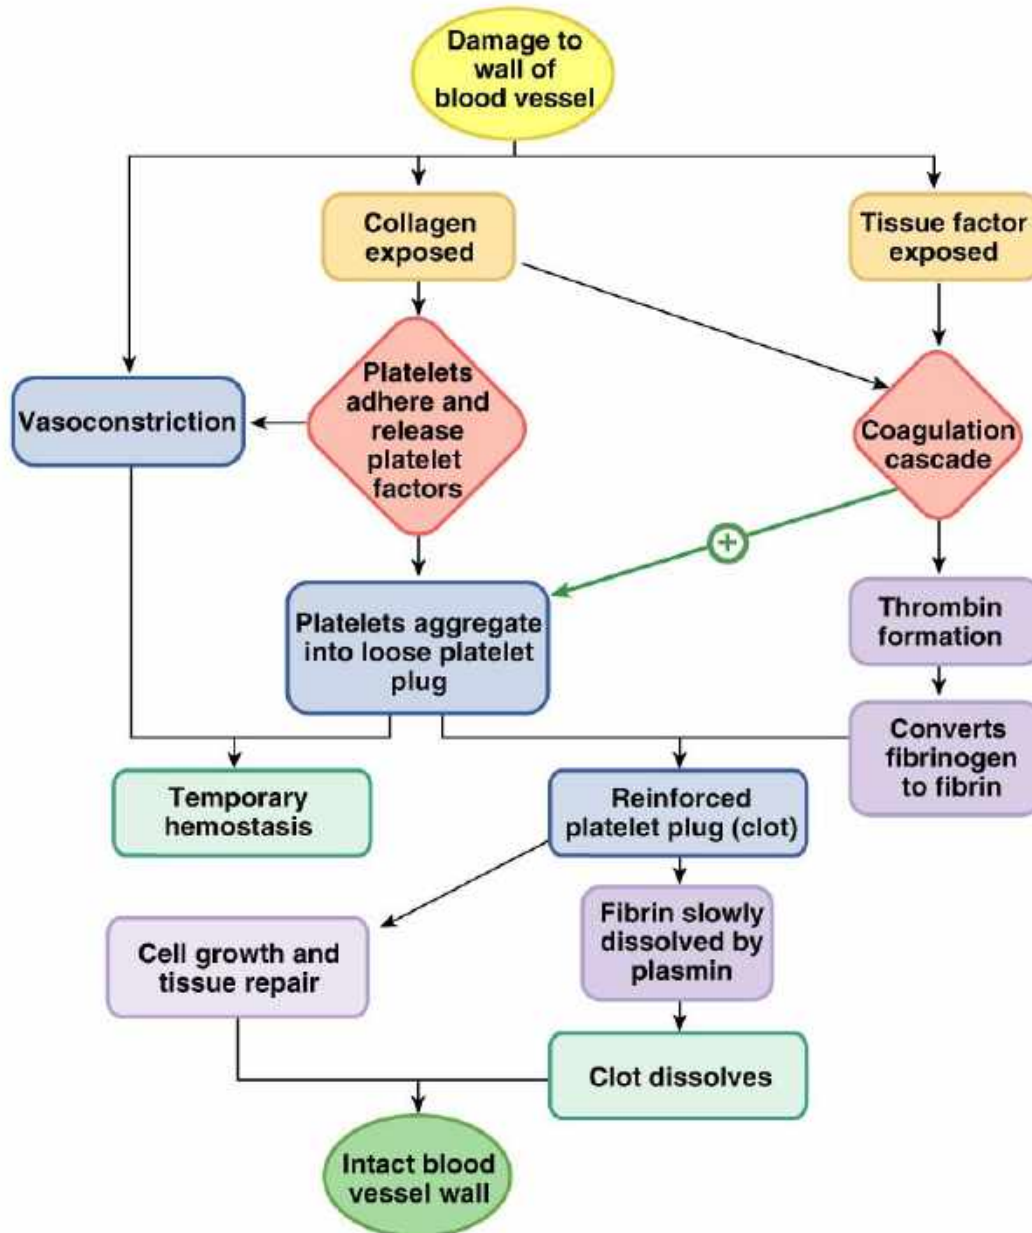 Damage to
wall of
blood vessel
Collagen
exposed
Tissue factor
exposed
Vasoconstriction
Platelets
adhere and
release
platelet
factors
Coagulation
cascade
+
Platelets aggregate
into loose platelet
plug
Thrombin
formation
Converts
fibrinogen
to fibrin
Temporary
hemostasis
Reinforced
platelet plug (clot)
Cell growth and
tissue repair
Fibrin slowly
dissolved by
plasmin
Clot dissolves
Intact blood
vessel wall